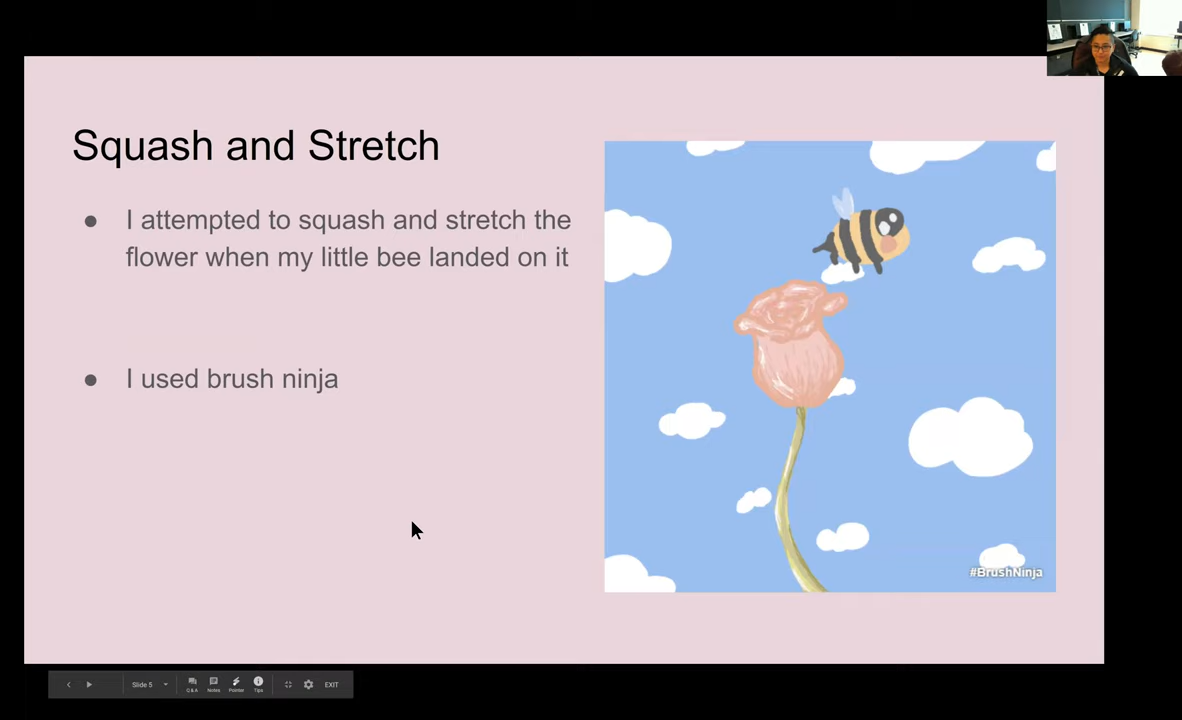 Squash and Stretch
● I attempted to squash and stretch the
flower when my little bee landed on it
● I used brush ninja
#BrushNinja
Slide 5
Q&A
Notes
Pointer
Tips
EXIT